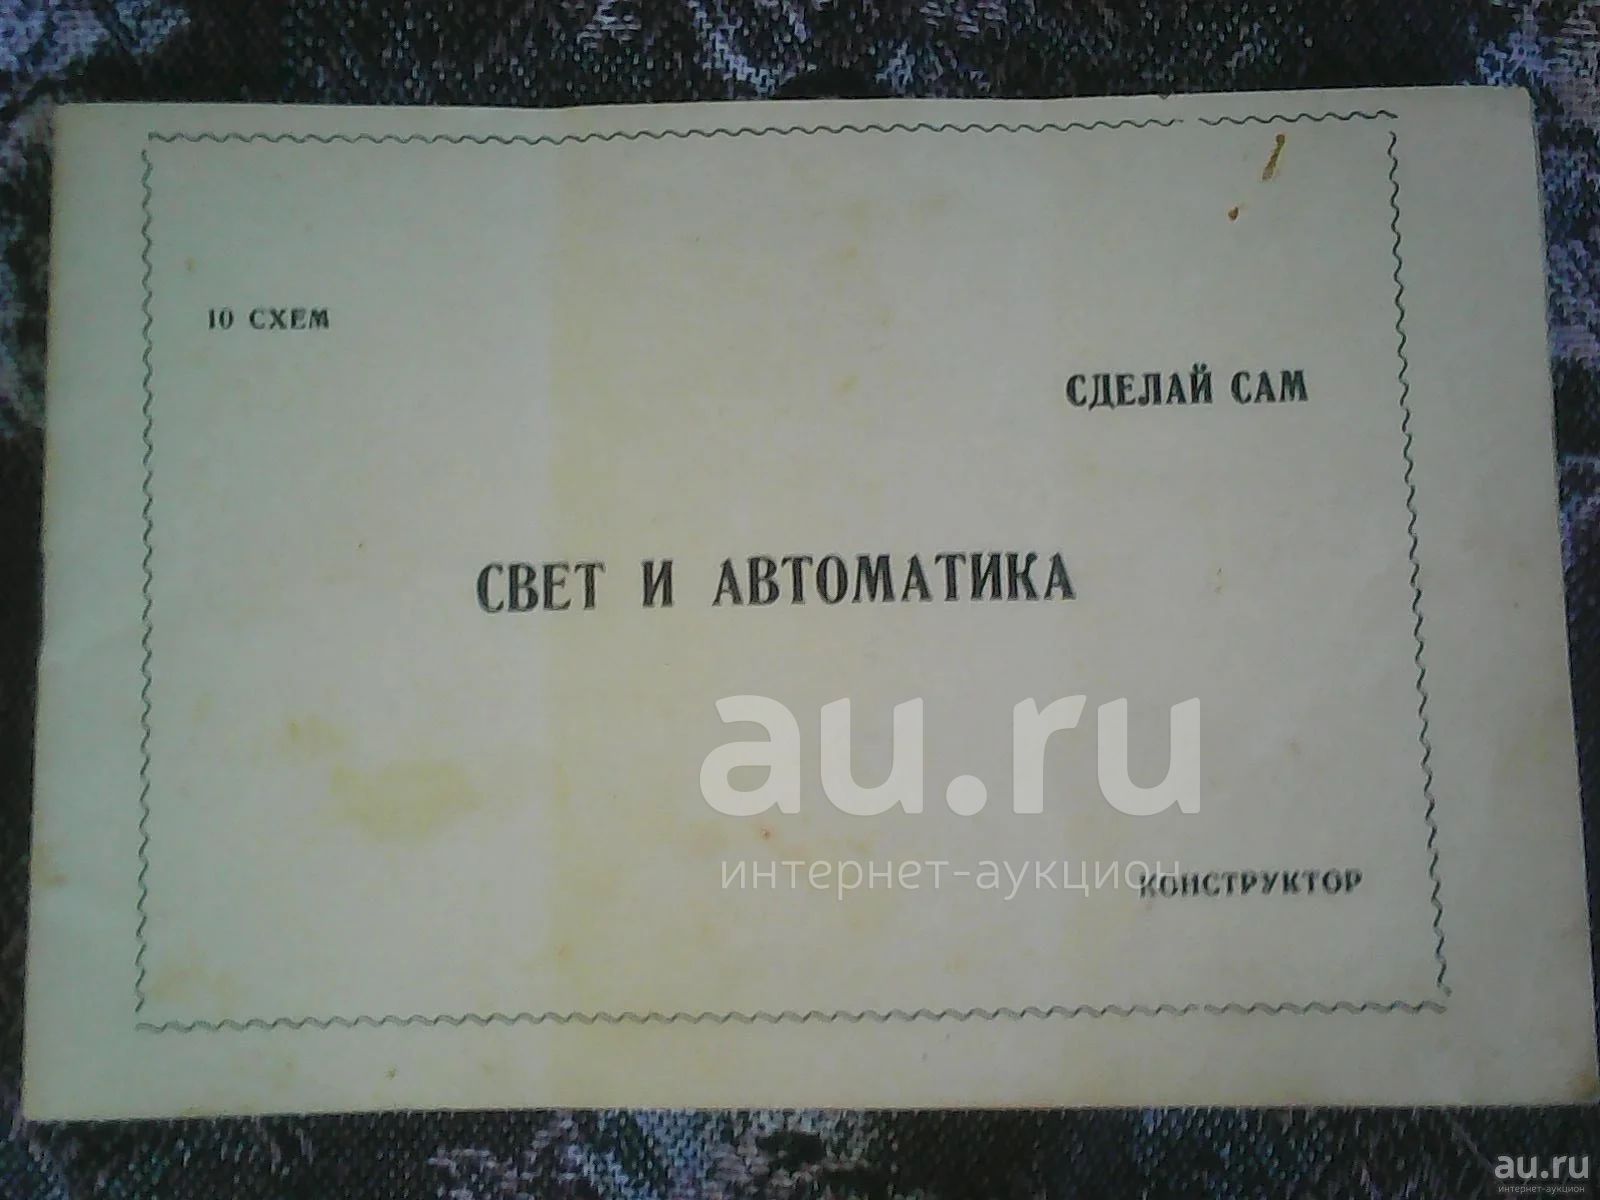 10 СХЕМ
СДЕЛАЙ САМ
СВЕТ И АВТОМАТИКА
au.ru
интернет-аукцион
КОНСТРУКТОР
au.ru
интернет-аукцион